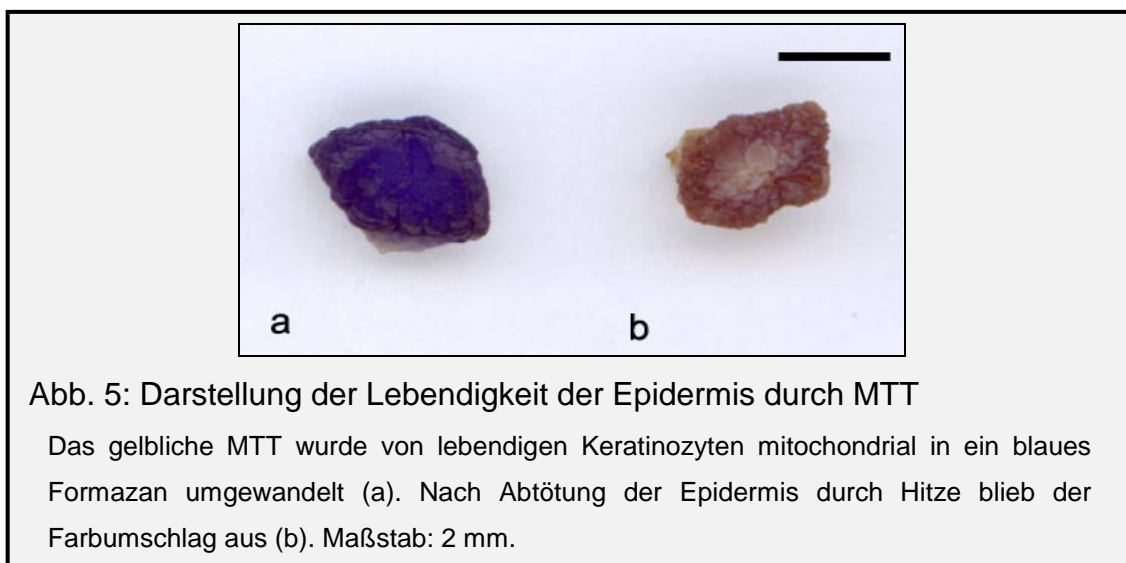 a b
Abb. 5: Darstellung der Lebendigkeit der Epidermis durch MTT
Das gelbliche MTT wurde von lebendigen Keratinozyten mitochondrial in ein blaues
Formazan umgewandelt (a). Nach Abtötung der Epidermis durch Hitze blieb der
Farbumschlag aus (b). Maßstab: 2 mm.